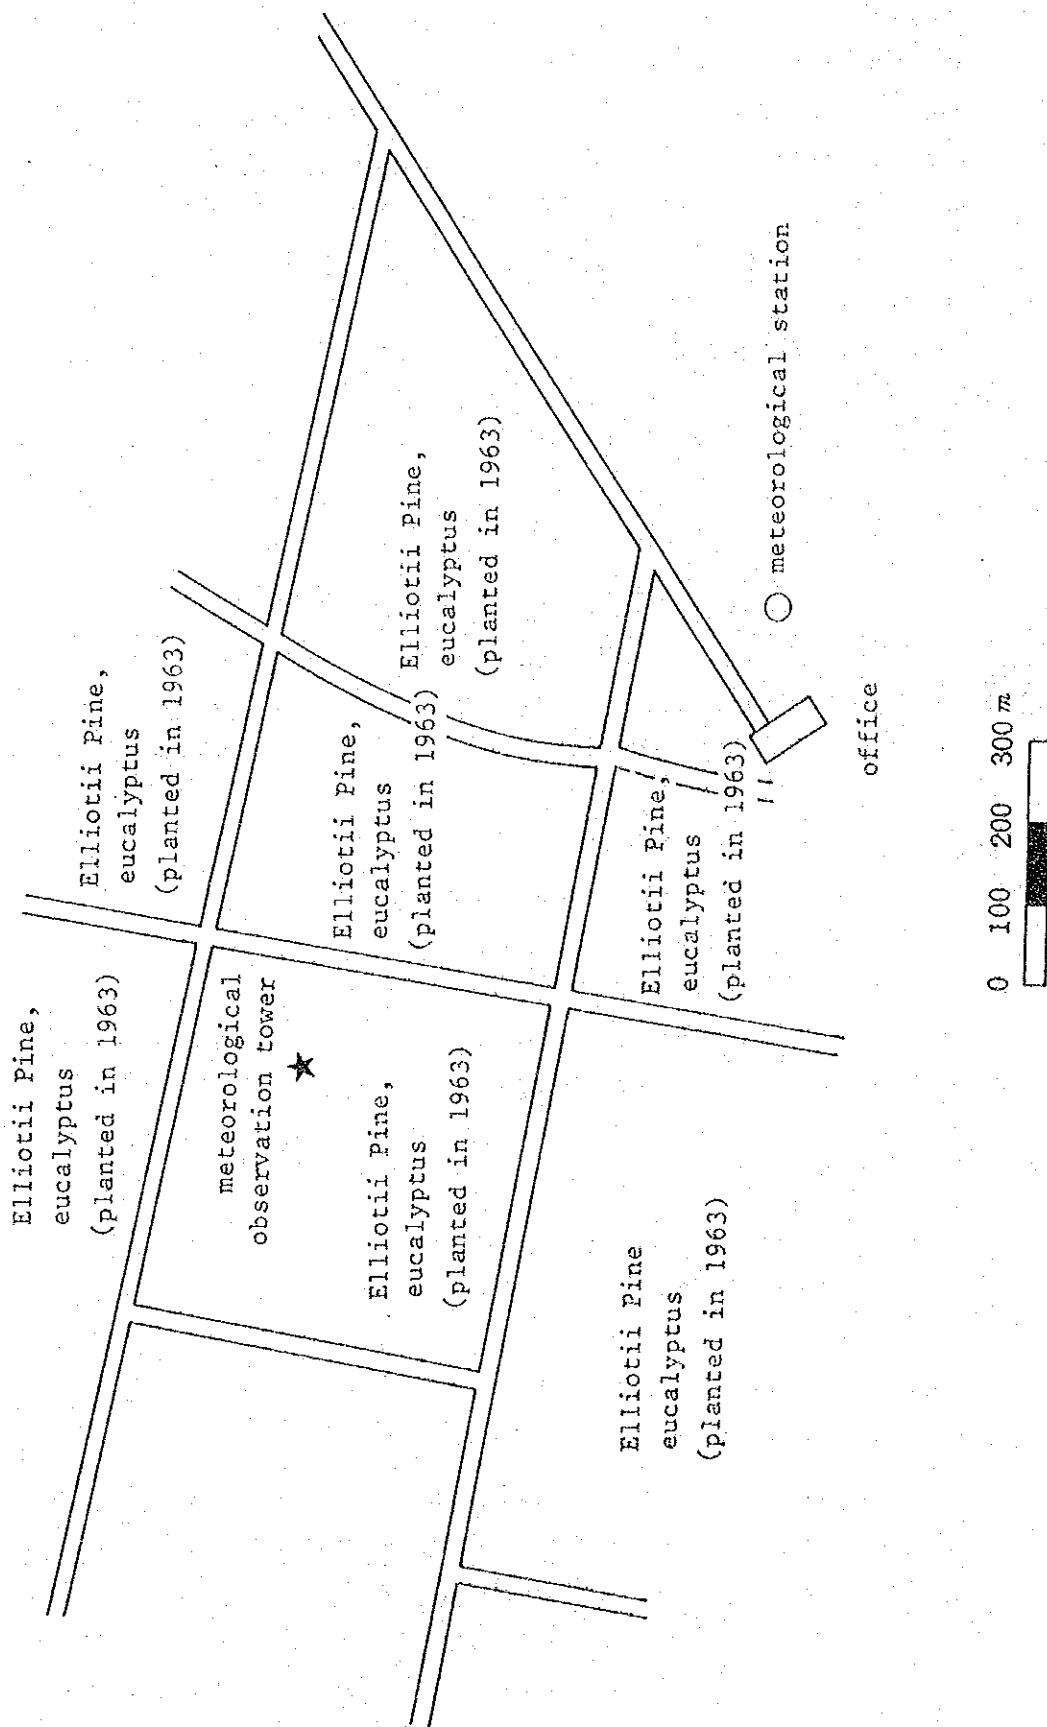 Elliotii Pine,
eucalyptus
(planted in 1963)
Elliotii Pine,
eucalyptus
(planted in 1963)
meteorological
observation tower
Elliotii Pine,
eucalyptus
(planted in 1963)
Elliotii Pine,
eucalyptus
(planted in 1963)
Elliotii Pine,
eucalyptus
(planted in 1963)
Elliotii Pine
eucalyptus
(planted in 1963)
Elliotii Pine,
eucalyptus
(planted in 1963)
meteorological station
office
0 100 200 300 m